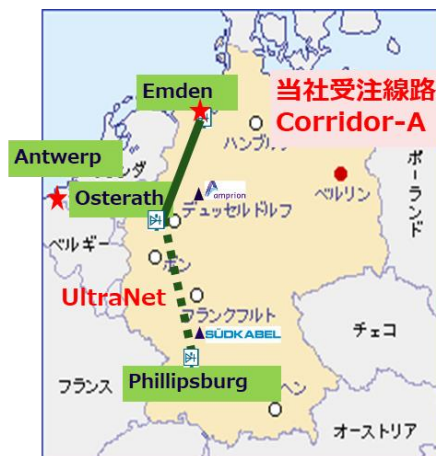 Emden
当社受注線路
Corridor-A
ハンブルク
Antwerp
ランダ
ポーランド
Osterath
amprion
ベルリン
デュッセルドルフ
ベルギー
ボン
UltraNet
フランクフルト
SÜDKABEL
チェコ
Phillipsburg
フランス
ヘン
オーストリア